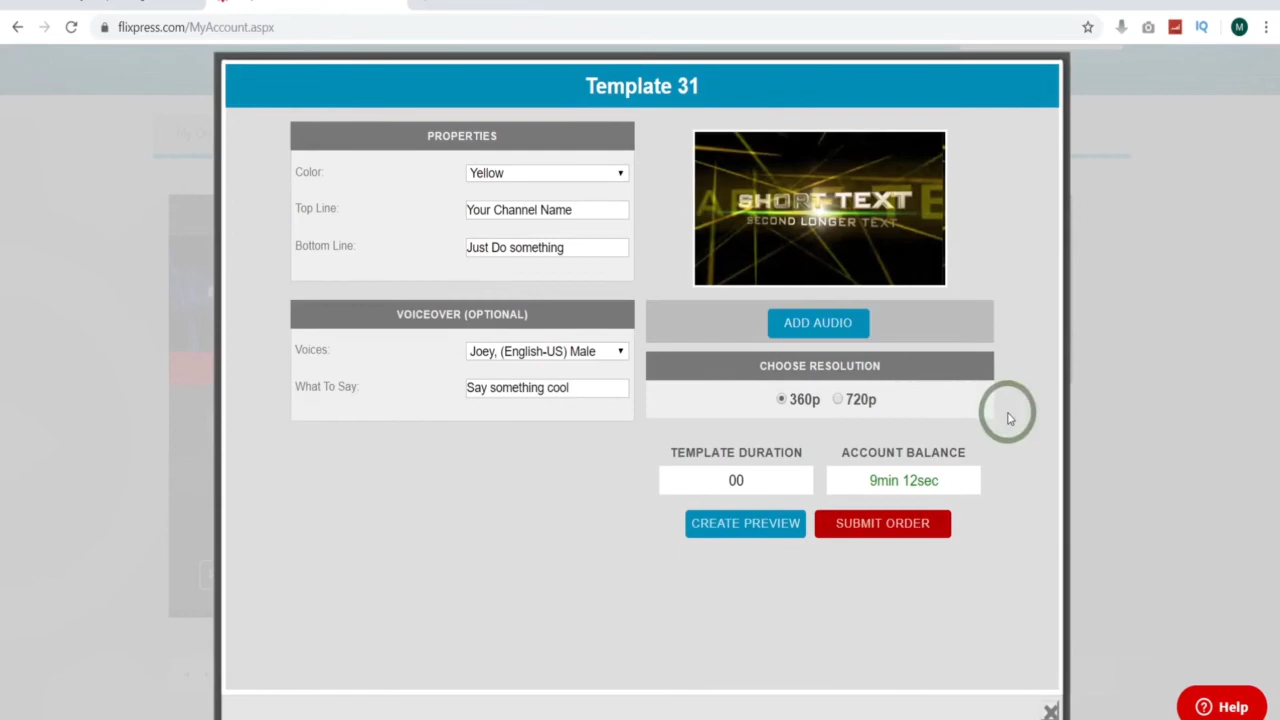 flixpress.com/MyAccount.aspx
IQ
M
Template 31
PROPERTIES
Color:
Yellow
Top Line:
Your Channel Name
Bottom Line:
Just Do something
SHORT TEXT
SECOND LONGER TEXT
VOICEOVER (OPTIONAL)
Voices:
Joey, (English-US) Male
What To Say:
Say something cool
ADD AUDIO
CHOOSE RESOLUTION
360p
720p
TEMPLATE DURATION
ACCOUNT BALANCE
00
9min 12sec
CREATE PREVIEW
SUBMIT ORDER
Help